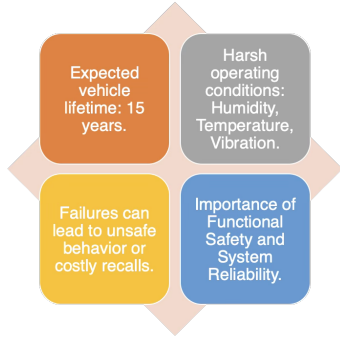 Expected
vehicle
lifetime: 15
years.
Harsh
operating
conditions:
Humidity,
Temperature,
Vibration.
Failures can
lead to unsafe
behavior or
costly recalls.
Importance of
Functional
Safety and
System
Reliability.